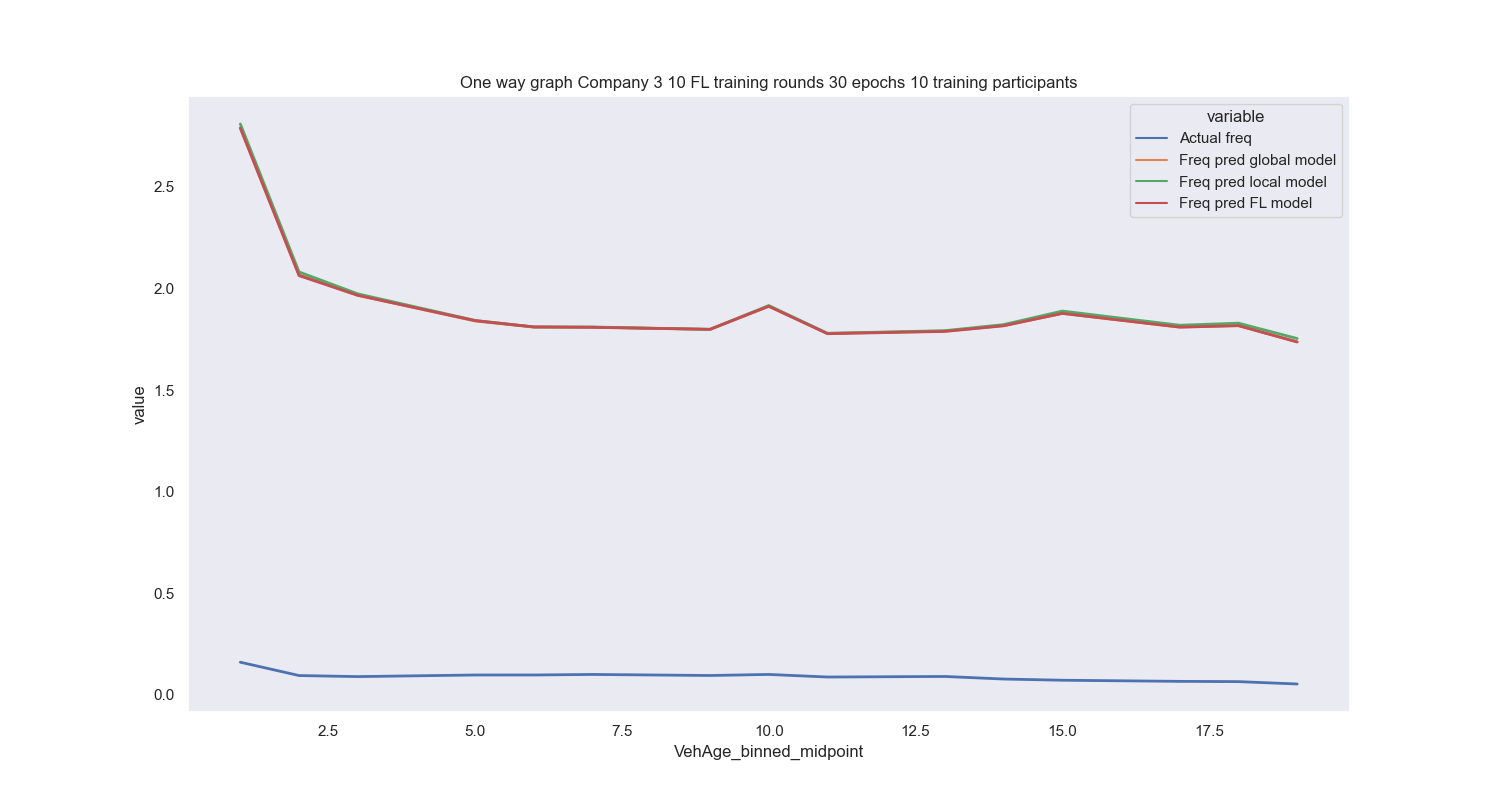 One way graph Company 3 10 FL training rounds 30 epochs 10 training participants
variable
Actual freq
Freq pred global model
Freq pred local model
Freq pred FL model
value
2.5
2.0
1.5
1.0
0.5
0.0
2.5 5.0 7.5 10.0 12.5 15.0 17.5
VehAge_binned_midpoint